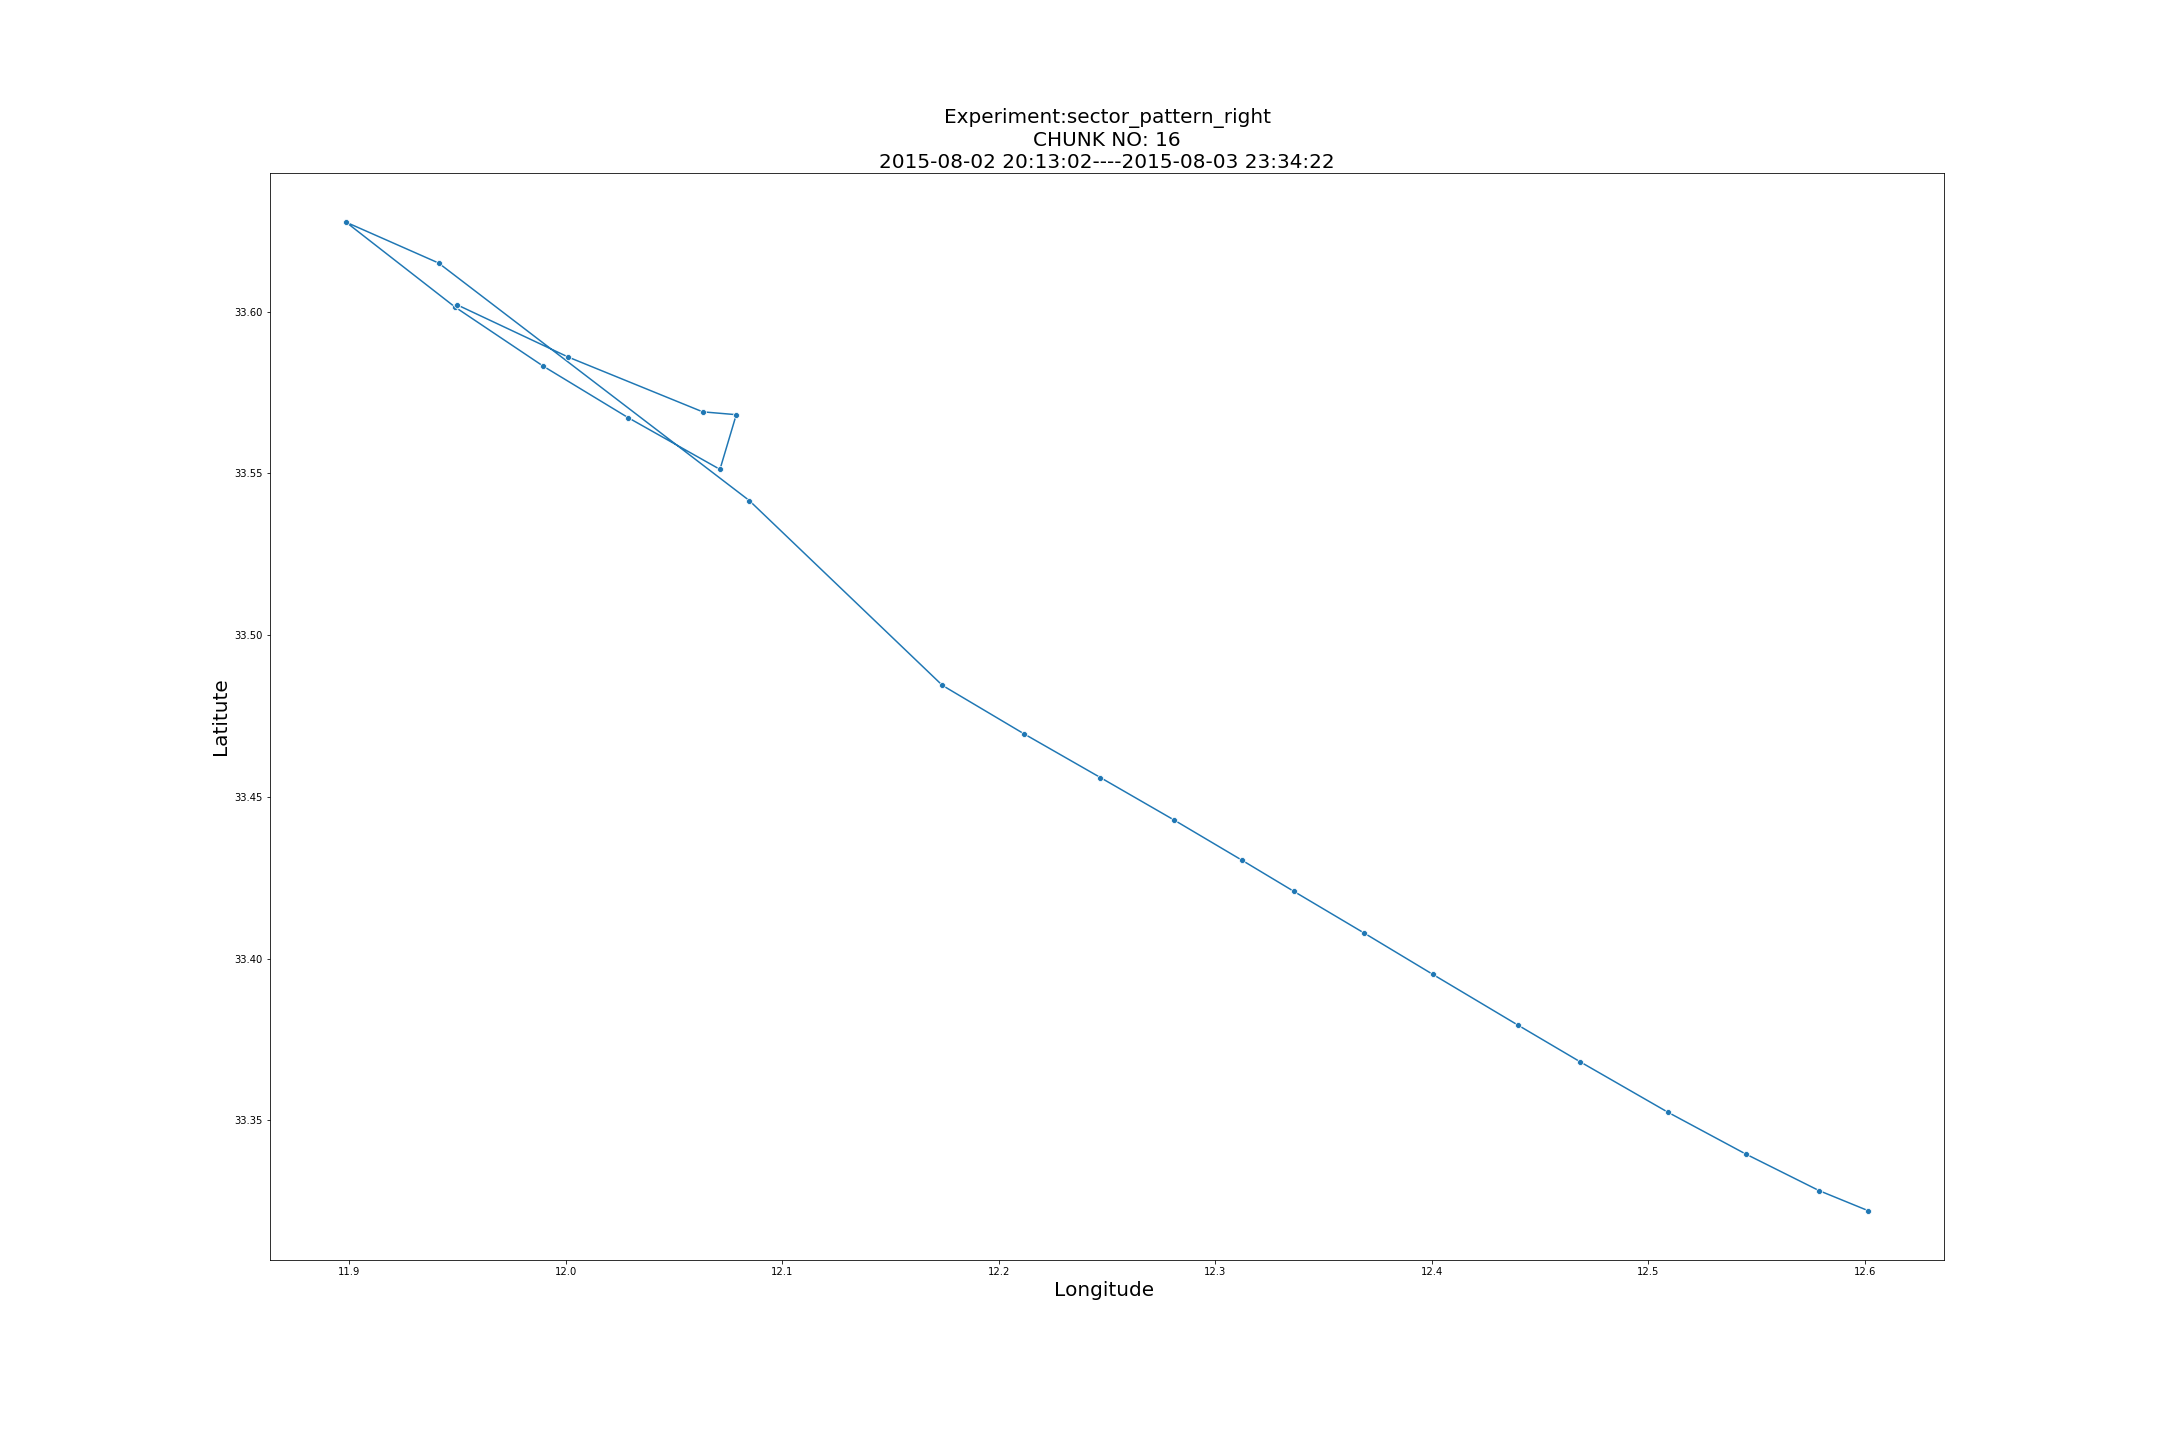 Experiment:sector_pattern_right
CHUNK NO: 16
2015-08-02 20:13:02----2015-08-03 23:34:22
33.60
33.55
33.50
33.45
33.40
33.35
Latitute
11.9 12.0 12.1 12.2 12.3 12.4 12.5 12.6
Longitude